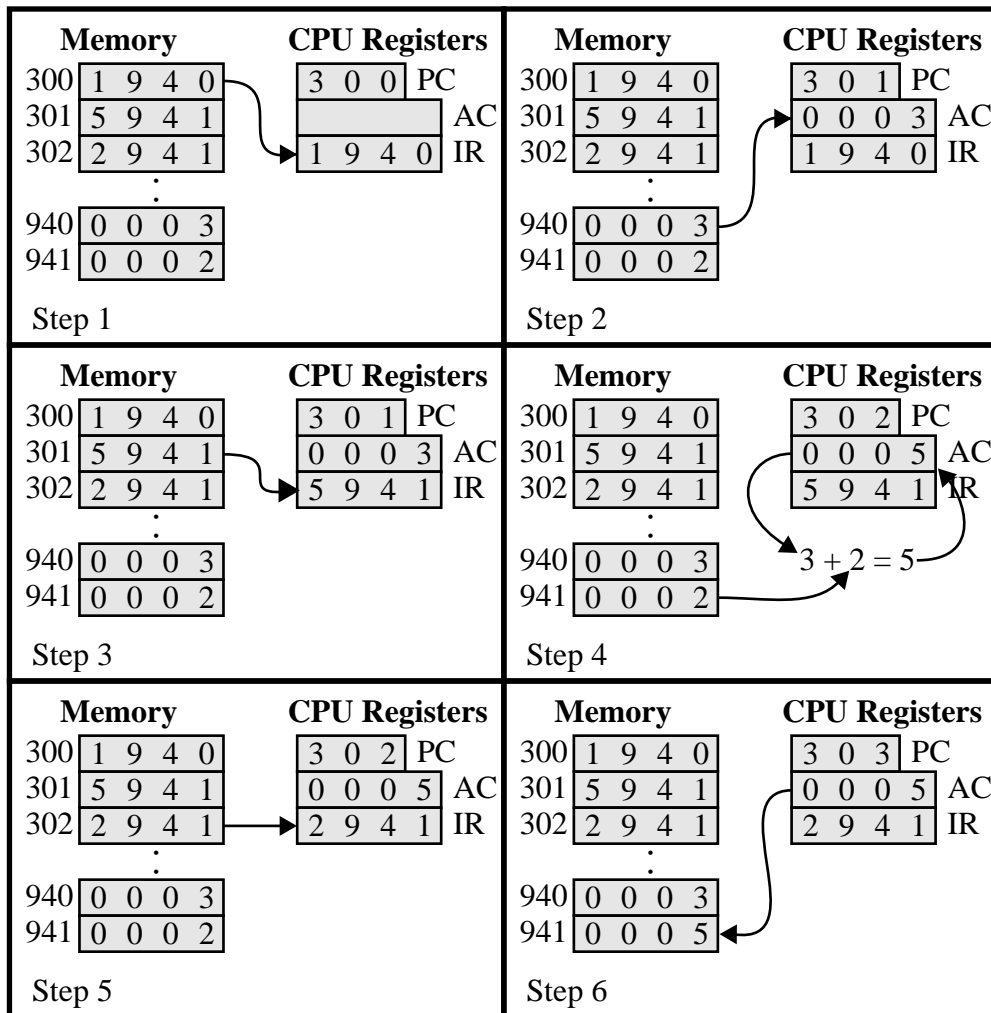 Memory CPU Registers
300 1 9 4 0 3 0 0 PC
301 5 9 4 1 AC
302 2 9 4 1 1 9 4 0 IR
940 0 0 0 3
941 0 0 0 2
Step 1
Memory CPU Registers
300 1 9 4 0 3 0 1 PC
301 5 9 4 1 0 0 0 3 AC
302 2 9 4 1 1 9 4 0 IR
940 0 0 0 3
941 0 0 0 2
Step 2
Memory CPU Registers
300 1 9 4 0 3 0 1 PC
301 5 9 4 1 0 0 0 3 AC
302 2 9 4 1 5 9 4 1 IR
940 0 0 0 3
941 0 0 0 2
Step 3
Memory CPU Registers
300 1 9 4 0 3 0 2 PC
301 5 9 4 1 0 0 0 5 AC
302 2 9 4 1 5 9 4 1 IR
940 0 0 0 3 3 + 2 = 5
941 0 0 0 2
Step 4
Memory CPU Registers
300 1 9 4 0 3 0 2 PC
301 5 9 4 1 0 0 0 5 AC
302 2 9 4 1 2 9 4 1 IR
940 0 0 0 3
941 0 0 0 2
Step 5
Memory CPU Registers
300 1 9 4 0 3 0 3 PC
301 5 9 4 1 0 0 0 5 AC
302 2 9 4 1 2 9 4 1 IR
940 0 0 0 3
941 0 0 0 5
Step 6